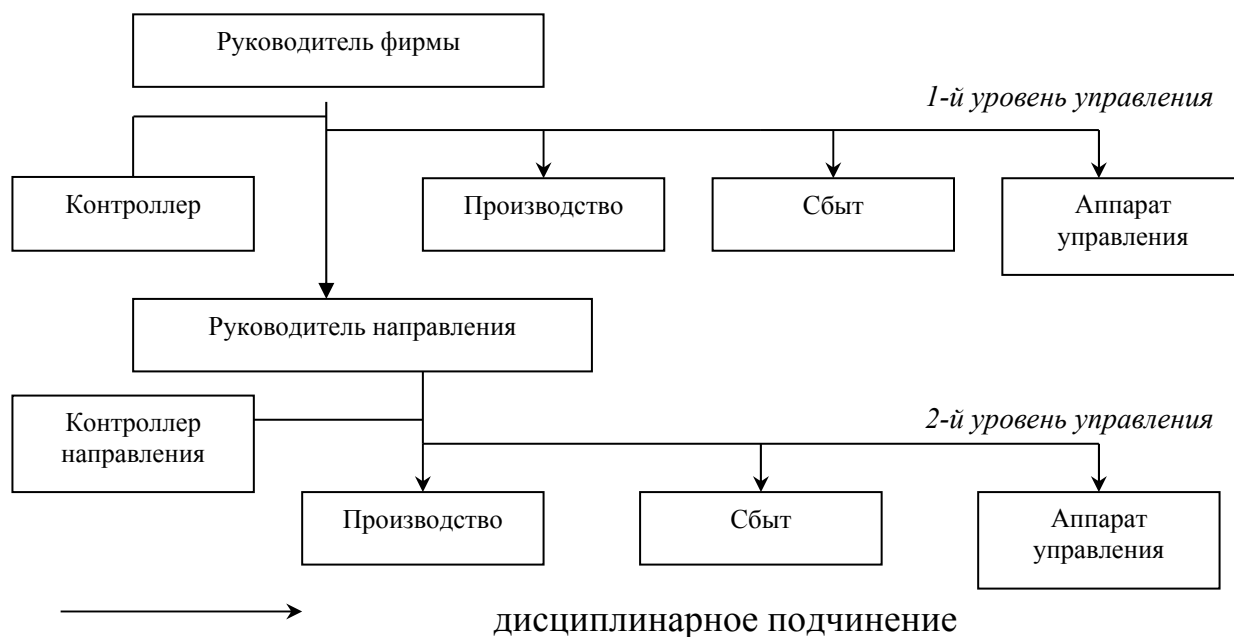 Руководитель фирмы
1-й уровень управления
Контроллер
Производство
Сбыт
Аппарат
управления
Руководитель направления
Контроллер
направления
2-й уровень управления
Производство
Сбыт
Аппарат
управления
дисциплинарное подчинение